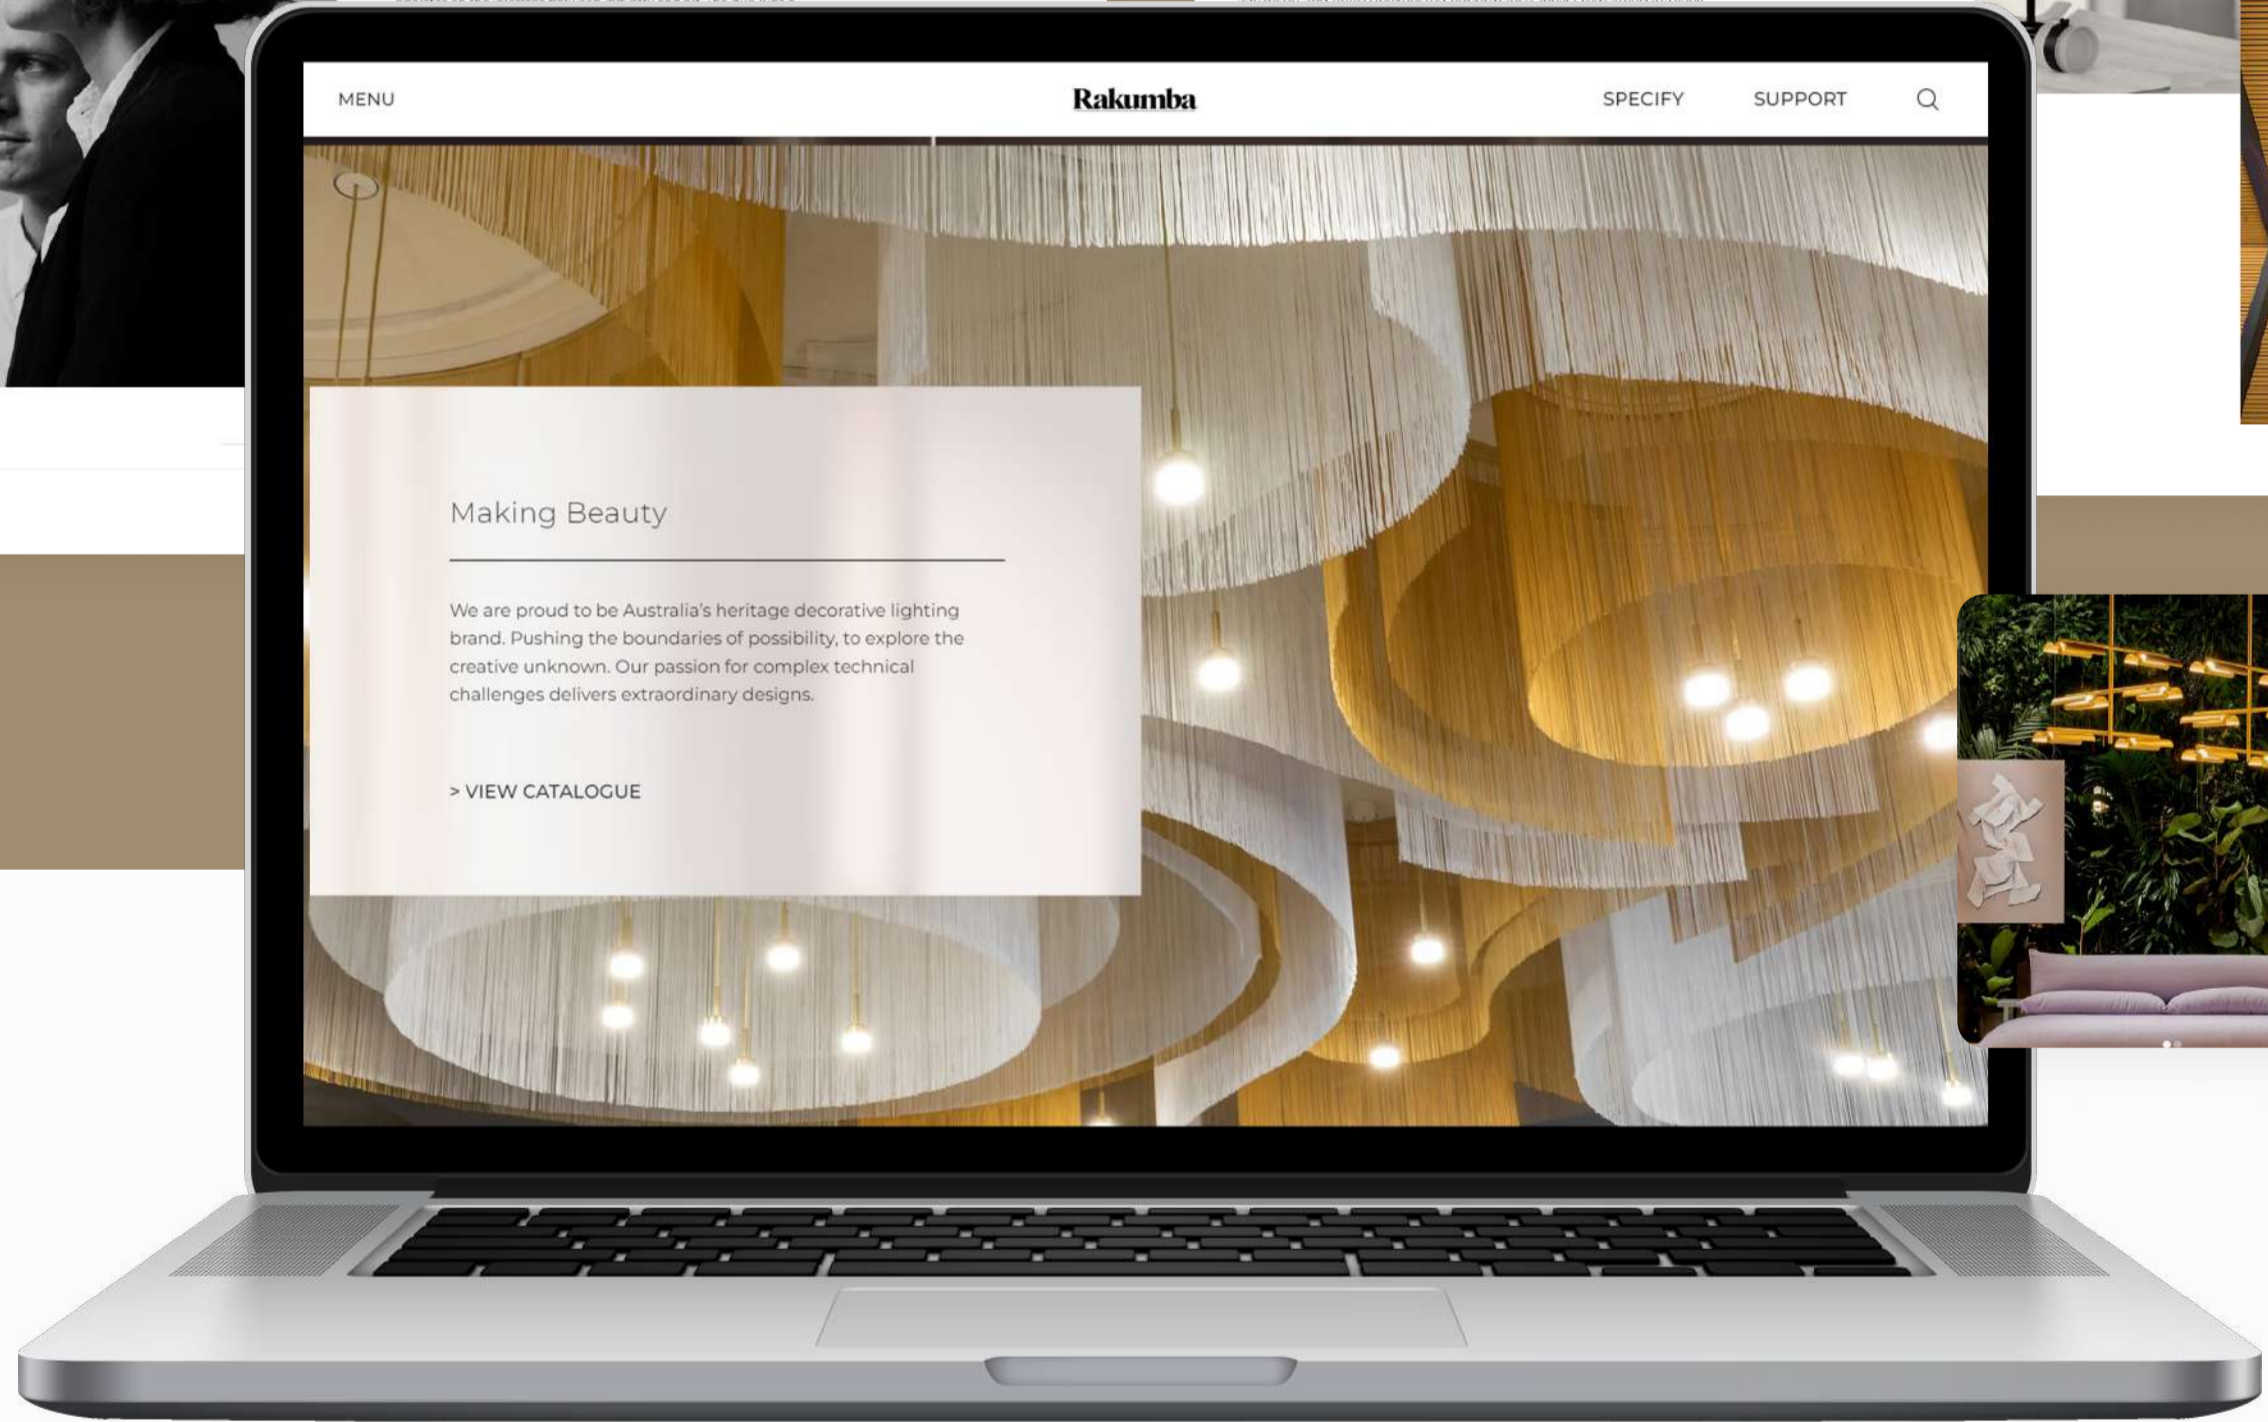 MENU
Rakumba
SPECIFY
SUPPORT
Making Beauty
We are proud to be Australia's heritage decorative lighting
brand. Pushing the boundaries of possibility, to explore the
creative unknown. Our passion for complex technical
challenges delivers extraordinary designs.
> VIEW CATALOGUE